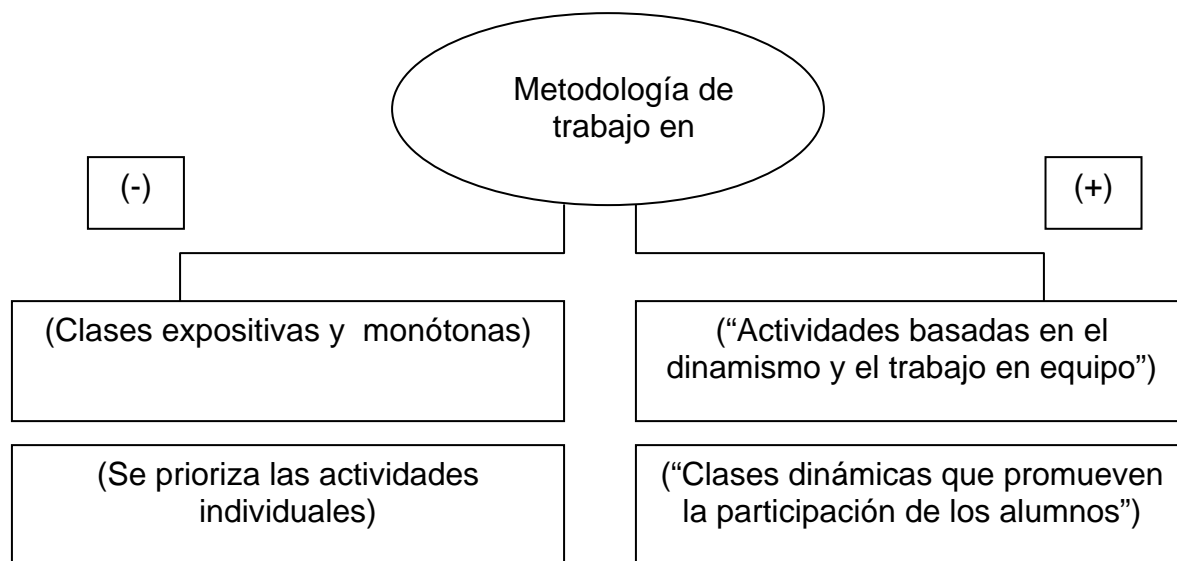 Metodología de
trabajo en
(-)
(+)
(Clases expositivas y  monótonas)
(“Actividades basadas en el
dinamismo y el trabajo en equipo”)
(Se prioriza las actividades
individuales)
(“Clases dinámicas que promueven
la participación de los alumnos”)